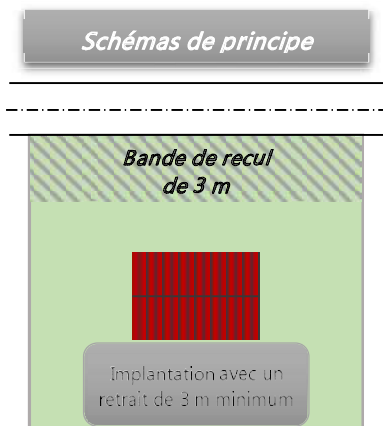 Schémas de principe
Bande de recul
de 3 m
Implantation avec un
retrait de 3 m minimum